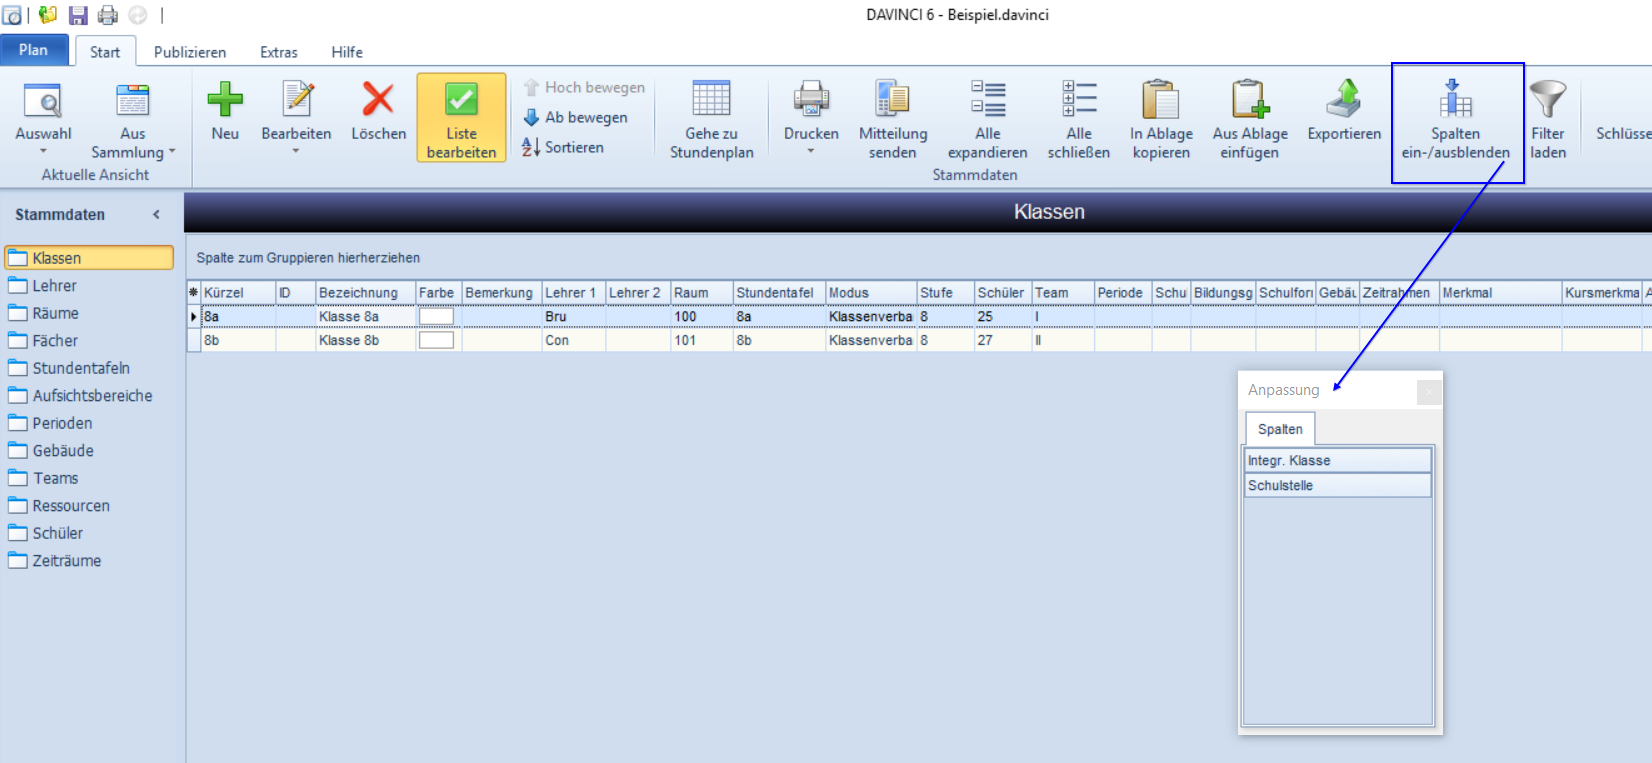 DAVINCI 6 - Beispiel.davinci
Plan Start Publizieren Extras Hilfe
Auswahl
Aus
Sammlung
Aktuelle Ansicht
Neu
Bearbeiten
Löschen
Liste
bearbeiten
Hoch bewegen
Ab bewegen
Sortieren
Gehe zu
Stundenplan
Drucken
Mitteilung
senden
Alle
expandieren
Alle
schließen
In Ablage
kopieren
Aus Ablage
einfügen
Exportieren
Spalten
ein-/ausblenden
Filter
laden
Schlüsse
Stammdaten
Stammdaten
Klassen
Lehrer
Räume
Fächer
Stundentafeln
Aufsichtsbereiche
Perioden
Gebäude
Teams
Ressourcen
Schüler
Zeiträume
Klassen
Spalte zum Gruppieren hierherziehen
Kürzel ID Bezeichnung Farbe Bemerkung Lehrer 1 Lehrer 2 Raum Stundentafel Modus Stufe Schüler Team Periode Schul Bildungsg Schulforr Gebäu Zeitrahmen Merkmal Kursmerkma A
8a Klasse 8a Bru 100 8a Klassenverba 8 25 I
8b Klasse 8b Con 101 8b Klassenverba 8 27 II
Anpassung
Spalten
Integr. Klasse
Schulstelle